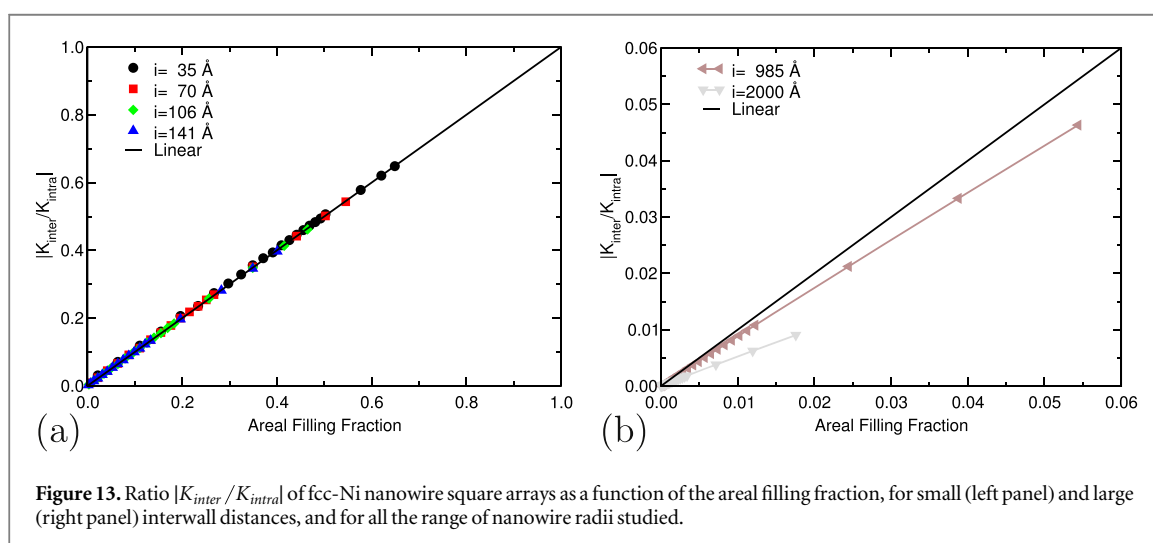 1.0
0.8
0.6
0.4
0.2
0.0
|K_inter/K_intra|
i= 35 Å
i= 70 Å
i=106 Å
i=141 Å
Linear
0.0 0.2 0.4 0.6 0.8 1.0
Areal Filling Fraction
(a)
0.06
0.05
0.04
0.03
0.02
0.01
0.00
|K_inter/K_intra|
i= 985 Å
i=2000 Å
Linear
0.00 0.01 0.02 0.03 0.04 0.05 0.06
Areal Filling Fraction
(b)
Figure 13. Ratio |K_inter/K_intra| of fcc-Ni nanowire square arrays as a function of the areal filling fraction, for small (left panel) and large
(right panel) interwall distances, and for all the range of nanowire radii studied.